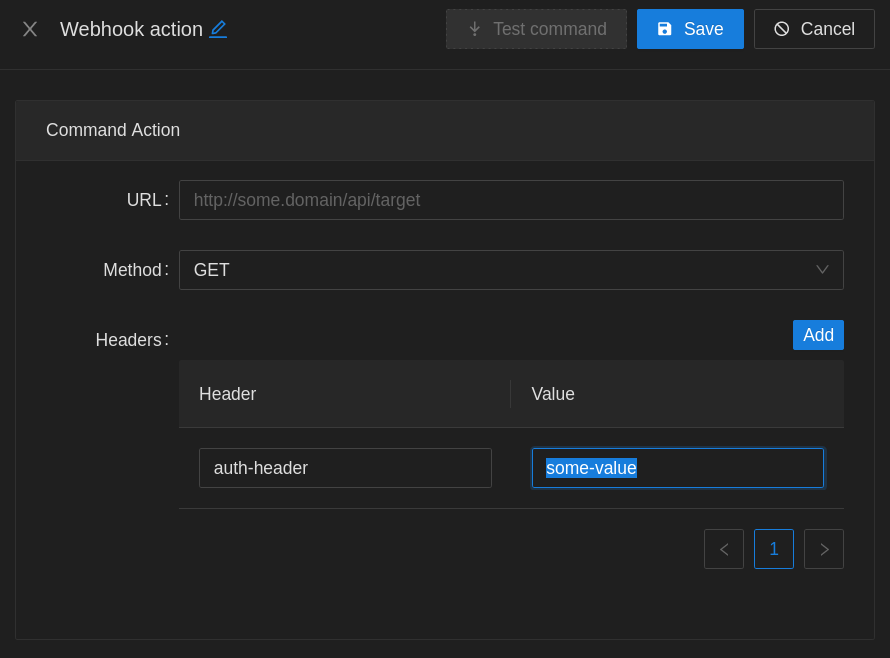 Webhook action
Test command
Save
Cancel
Command Action
URL :
http://some.domain/api/target
Method :
GET
Headers :
Add
Header
Value
auth-header
some-value
1